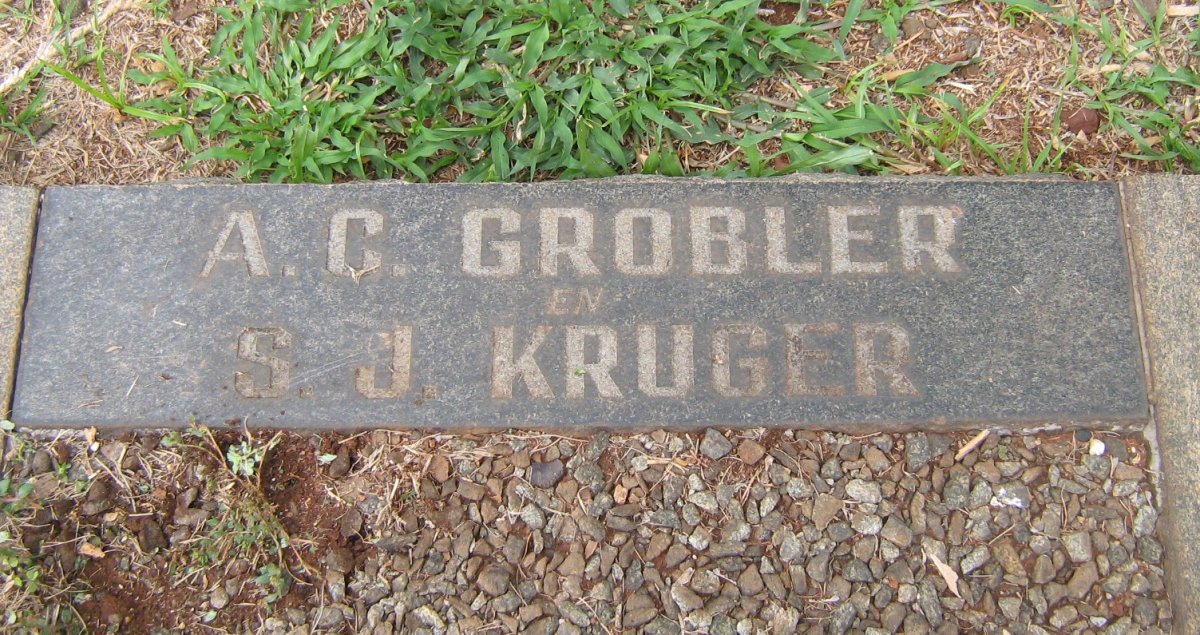 A. C. GROBLER
EN
S. J. KRUGER